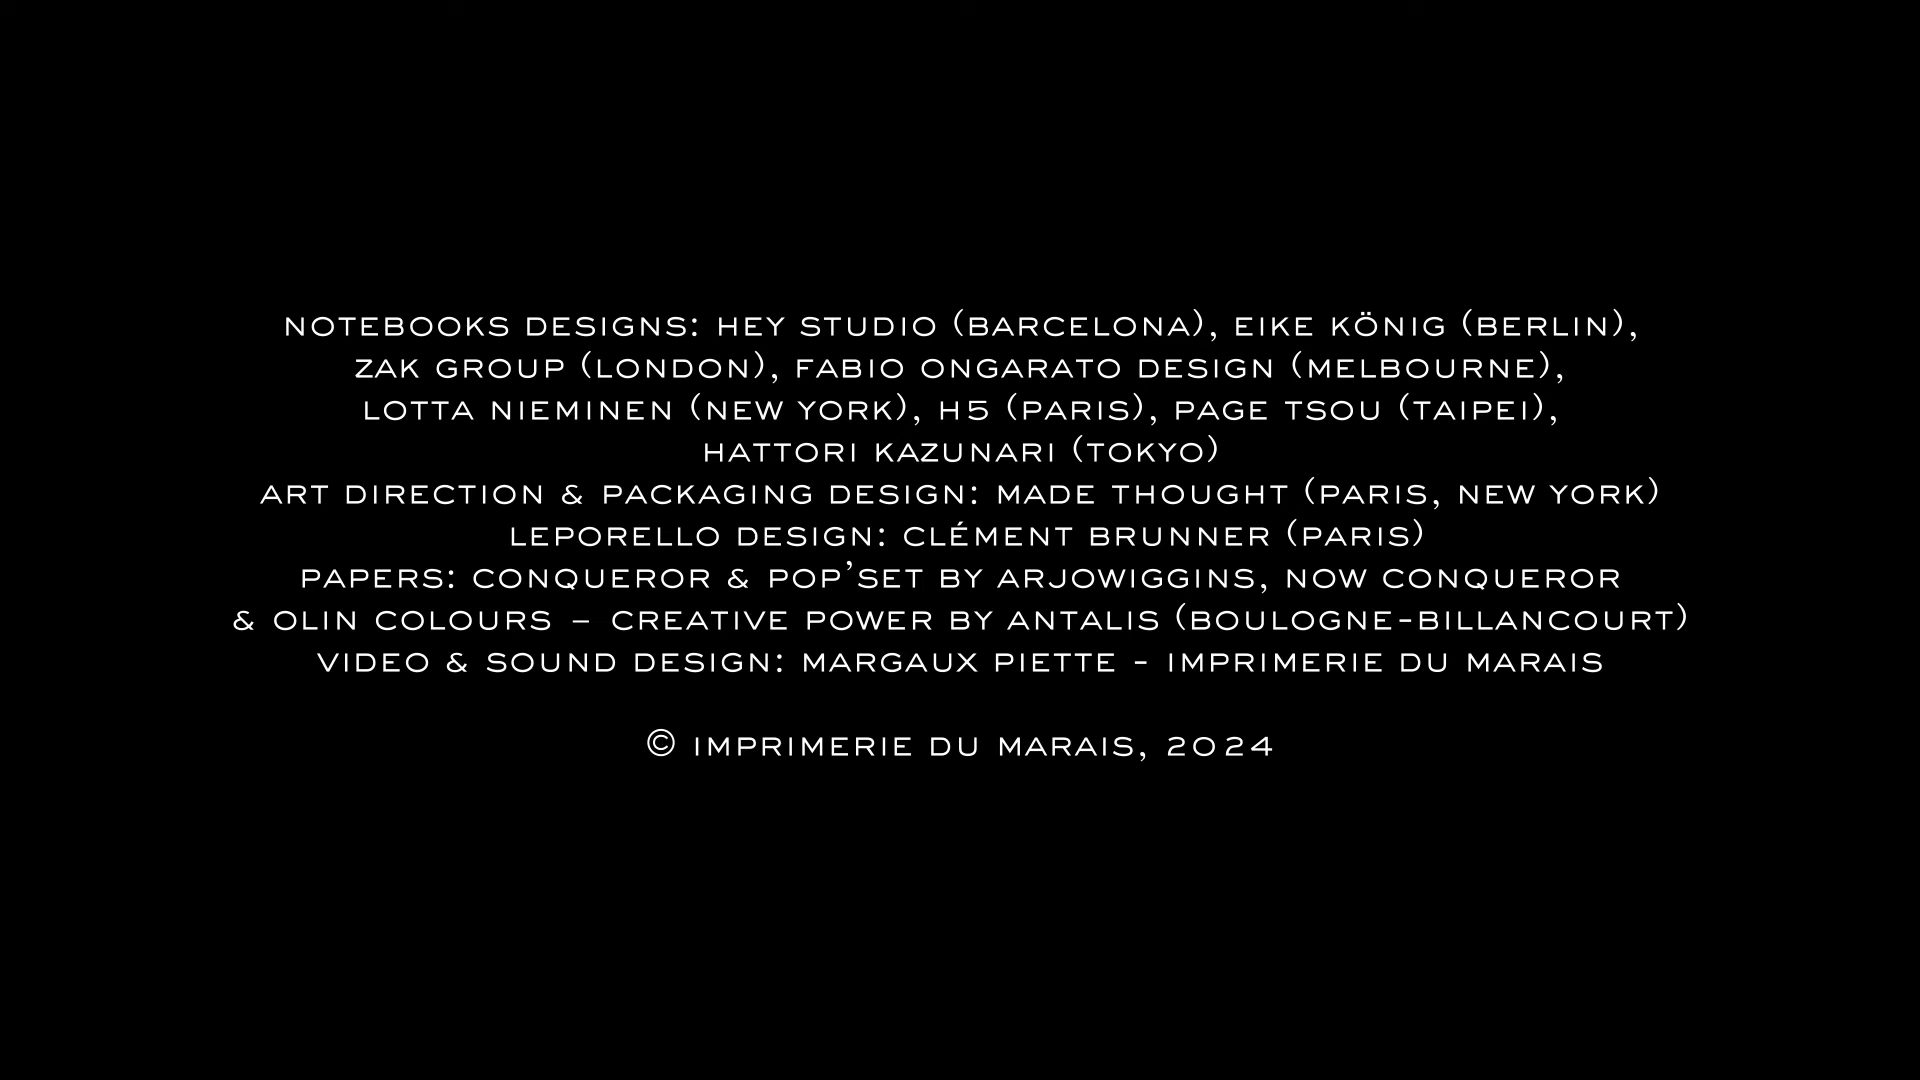 NOTEBOOKS DESIGNS: HEY STUDIO (BARCELONA), EIKE KÖNIG (BERLIN),
ZAK GROUP (LONDON), FABIO ONGARATO DESIGN (MELBOURNE),
LOTTA NIEMINEN (NEW YORK), H5 (PARIS), PAGE TSOU (TAIPEI),
HATTORI KAZUNARI (TOKYO)
ART DIRECTION & PACKAGING DESIGN: MADE THOUGHT (PARIS, NEW YORK)
LEPORELLO DESIGN: CLÉMENT BRUNNER (PARIS)
PAPERS: CONQUEROR & POP’SET BY ARJOWIGGINS, NOW CONQUEROR
& OLIN COLOURS – CREATIVE POWER BY ANTALIS (BOULOGNE-BILLANCOURT)
VIDEO & SOUND DESIGN: MARGAUX PIETTE - IMPRIMERIE DU MARAIS
© IMPRIMERIE DU MARAIS, 2024